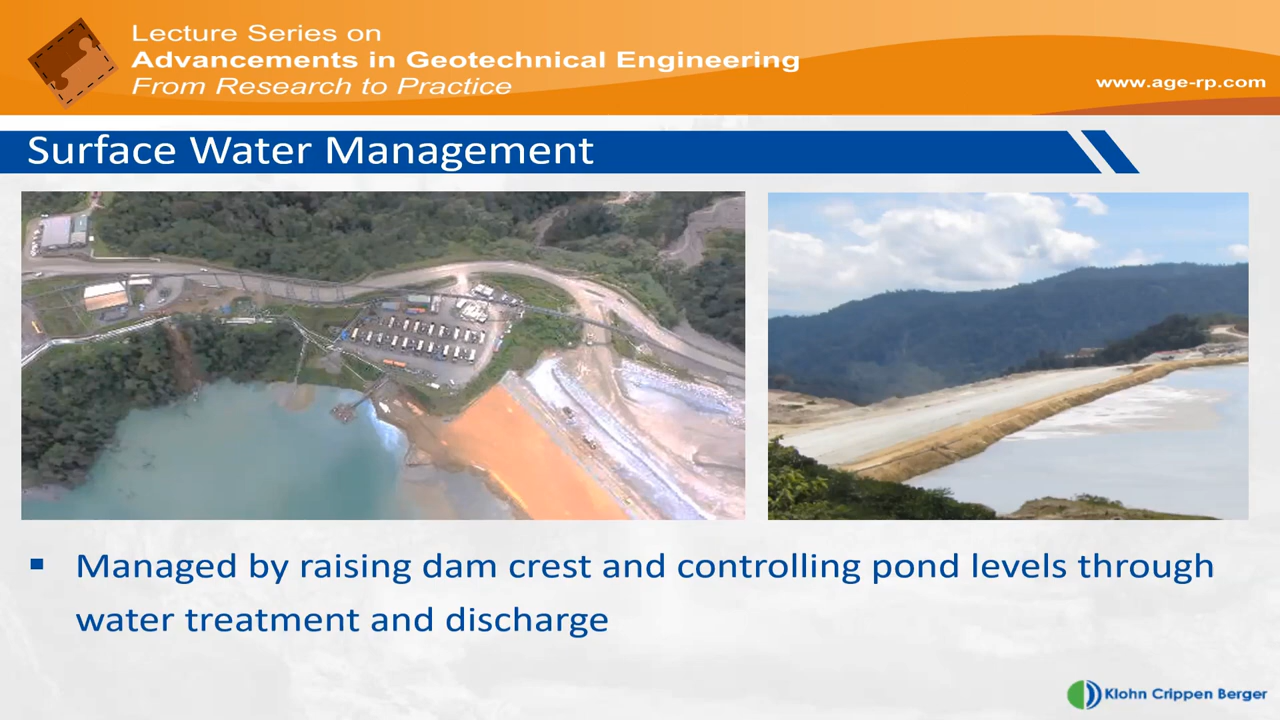 Lecture Series on
Advancements in Geotechnical Engineering
From Research to Practice
www.age-rp.com
Surface Water Management
▪ Managed by raising dam crest and controlling pond levels through
water treatment and discharge
Klohn Crippen Berger